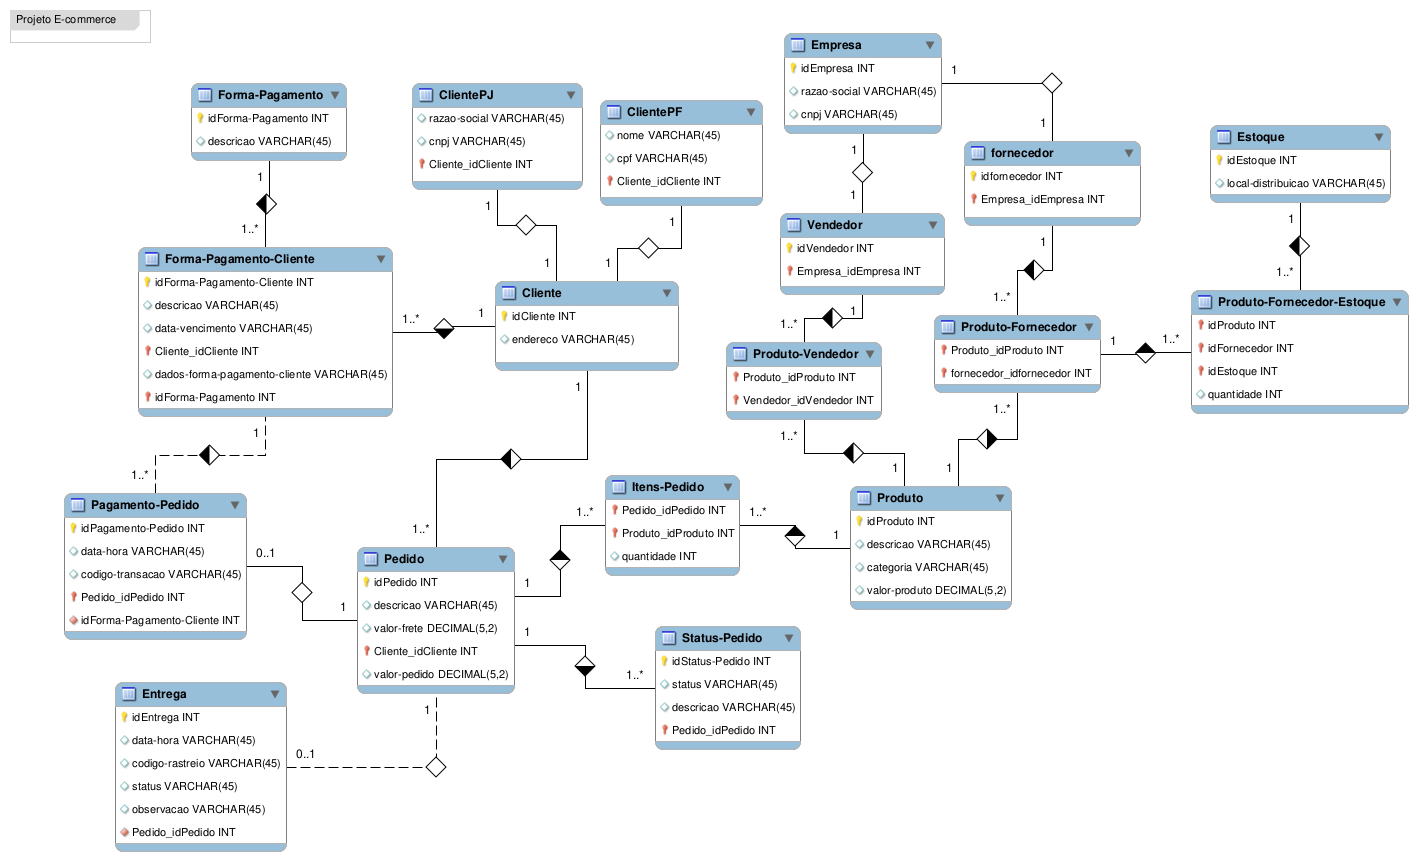 Projeto E-commerce
Forma-Pagamento
idForma-Pagamento INT
descricao VARCHAR(45)
1
1..*
ClientePJ
razao-social VARCHAR(45)
cnpj VARCHAR(45)
Cliente_idCliente INT
1
1
ClientePF
nome VARCHAR(45)
cpf VARCHAR(45)
Cliente_idCliente INT
1
1
Empresa
idEmpresa INT
razao-social VARCHAR(45)
cnpj VARCHAR(45)
1
1
1
1
fornecedor
idfornecedor INT
Empresa_idEmpresa INT
1
1..*
Estoque
idEstoque INT
local-distribuicao VARCHAR(45)
1
1..*
Vendedor
idVendedor INT
Empresa_idEmpresa INT
1
1..*
Forma-Pagamento-Cliente
idForma-Pagamento-Cliente INT
descricao VARCHAR(45)
data-vencimento VARCHAR(45)
Cliente_idCliente INT
dados-forma-pagamento-cliente VARCHAR(45)
idForma-Pagamento INT
1..*
1
Cliente
idCliente INT
endereco VARCHAR(45)
1
1..*
Produto-Vendedor
Produto_idProduto INT
Vendedor_idVendedor INT
1..*
1
Produto-Fornecedor
Produto_idProduto INT
fornecedor_idfornecedor INT
1
1..*
1..*
1
Produto-Fornecedor-Estoque
idProduto INT
idFornecedor INT
idEstoque INT
quantidade INT
1
1..*
Pagamento-Pedido
idPagamento-Pedido INT
data-hora VARCHAR(45)
codigo-transacao VARCHAR(45)
Pedido_idPedido INT
idForma-Pagamento-Cliente INT
0..1
1
Pedido
idPedido INT
descricao VARCHAR(45)
valor-frete DECIMAL(5,2)
Cliente_idCliente INT
valor-pedido DECIMAL(5,2)
1
1..*
Itens-Pedido
Pedido_idPedido INT
Produto_idProduto INT
quantidade INT
1..*
1
Produto
idProduto INT
descricao VARCHAR(45)
categoria VARCHAR(45)
valor-produto DECIMAL(5,2)
1
1..*
Status-Pedido
idStatus-Pedido INT
status VARCHAR(45)
descricao VARCHAR(45)
Pedido_idPedido INT
1
0..1
Entrega
idEntrega INT
data-hora VARCHAR(45)
codigo-rastreio VARCHAR(45)
status VARCHAR(45)
observacao VARCHAR(45)
Pedido_idPedido INT